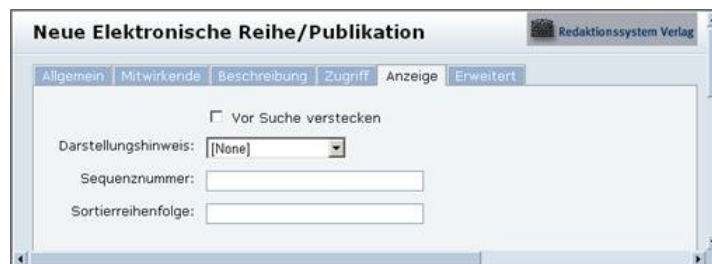 Neue Elektronische Reihe/Publikation
Redaktionssystem Verlag
Allgemein Mitwirkende Beschreibung Zugriff Anzeige Erweitert
Vor Suche verstecken
Darstellungshinweis: [None]
Sequenznummer:
Sortierreihenfolge: